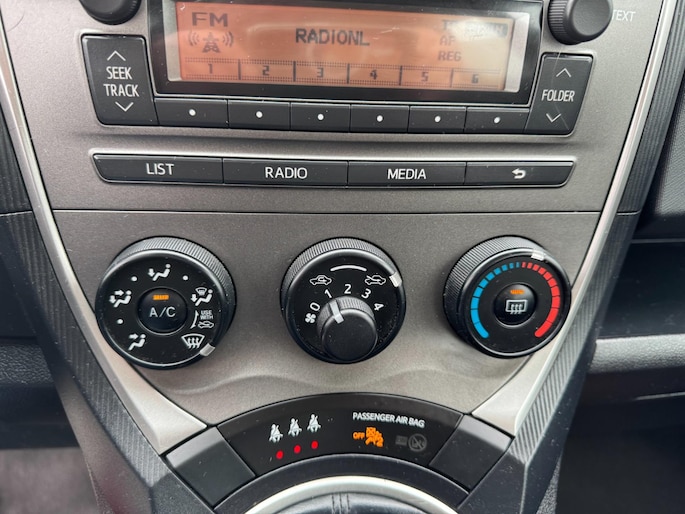 FM
TEXT
RADIONL
AF
REG
1 2 3 4 5 6
SEEK
TRACK
FOLDER
LIST RADIO MEDIA
A/C
USE
WITH
0 1 2 3 4
PASSENGER AIR BAG
OFF